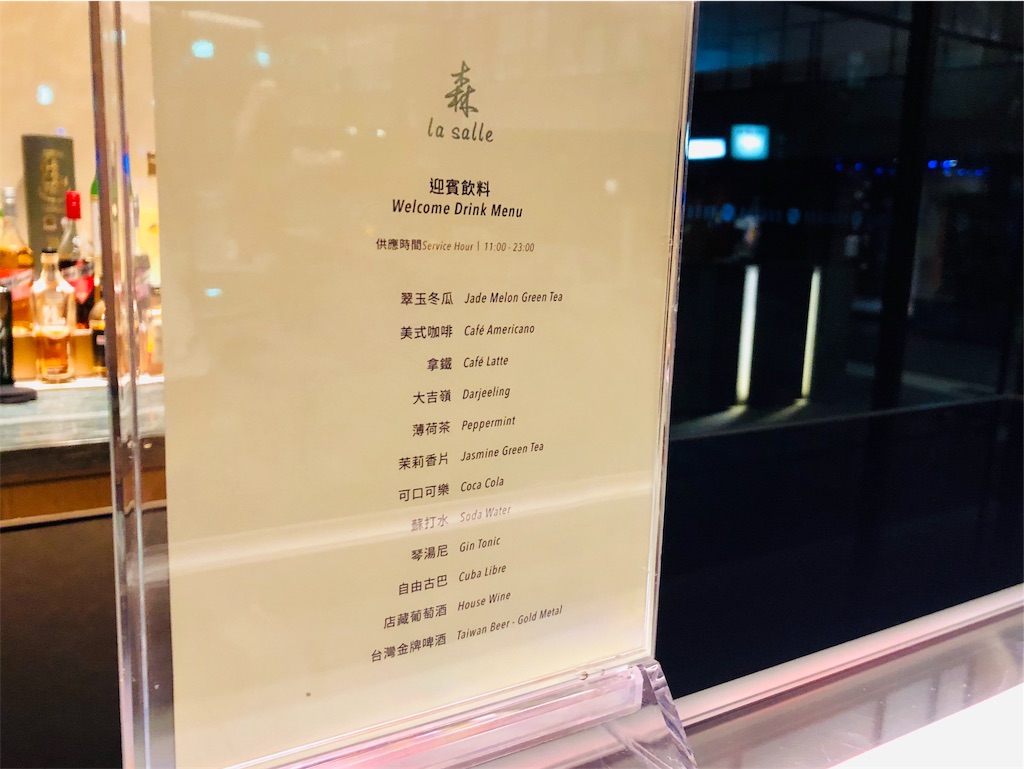 森
la salle
迎賓飲料
Welcome Drink Menu
供應時間Service Hour | 11:00 - 23:00
翠玉冬瓜 Jade Melon Green Tea
美式咖啡 Café Americano
拿鐵 Café Latte
大吉嶺 Darjeeling
薄荷茶 Peppermint
茉莉香片 Jasmine Green Tea
可口可樂 Coca Cola
蘇打水 Soda Water
琴湯尼 Gin Tonic
自由古巴 Cuba Libre
店藏葡萄酒 House Wine
台灣金牌啤酒 Taiwan Beer - Gold Metal